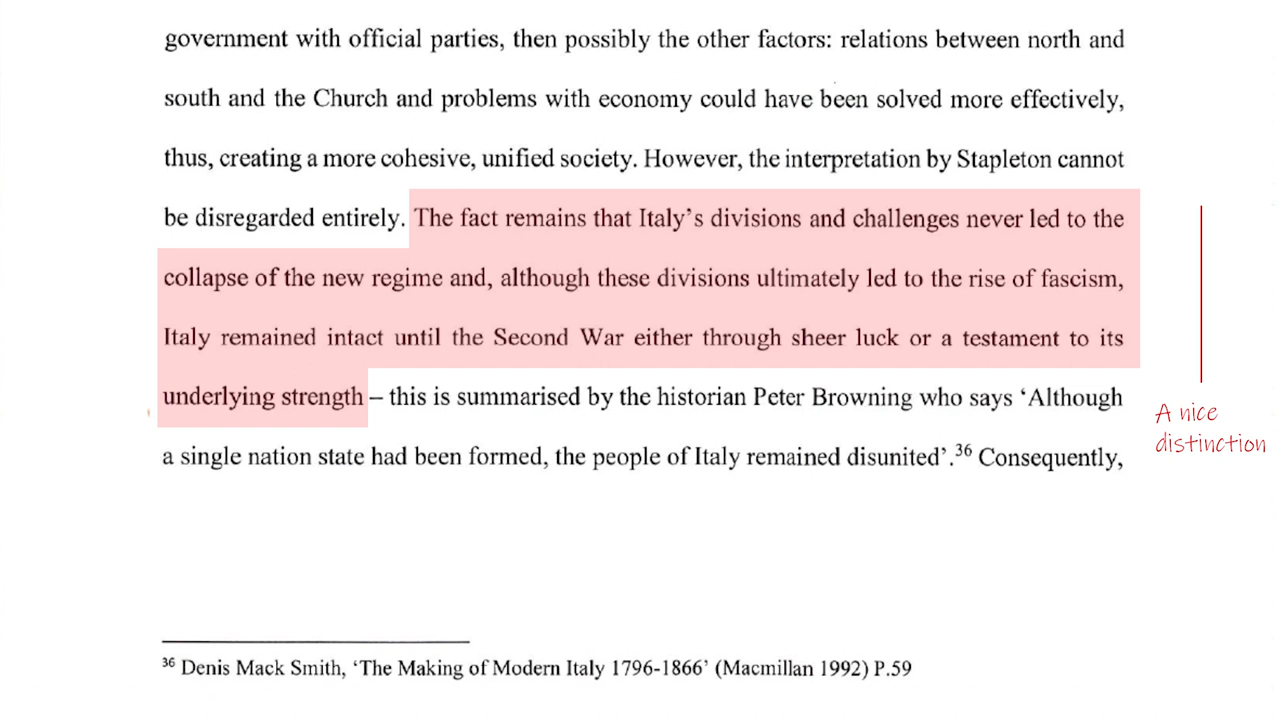 government with official parties, then possibly the other factors: relations between north and
south and the Church and problems with economy could have been solved more effectively,
thus, creating a more cohesive, unified society. However, the interpretation by Stapleton cannot
be disregarded entirely. The fact remains that Italy's divisions and challenges never led to the
collapse of the new regime and, although these divisions ultimately led to the rise of fascism,
Italy remained intact until the Second War either through sheer luck or a testament to its
underlying strength – this is summarised by the historian Peter Browning who says 'Although
a single nation state had been formed, the people of Italy remained disunited'.³⁶ Consequently,
A nice
distinction
³⁶ Denis Mack Smith, 'The Making of Modern Italy 1796-1866' (Macmillan 1992) P.59